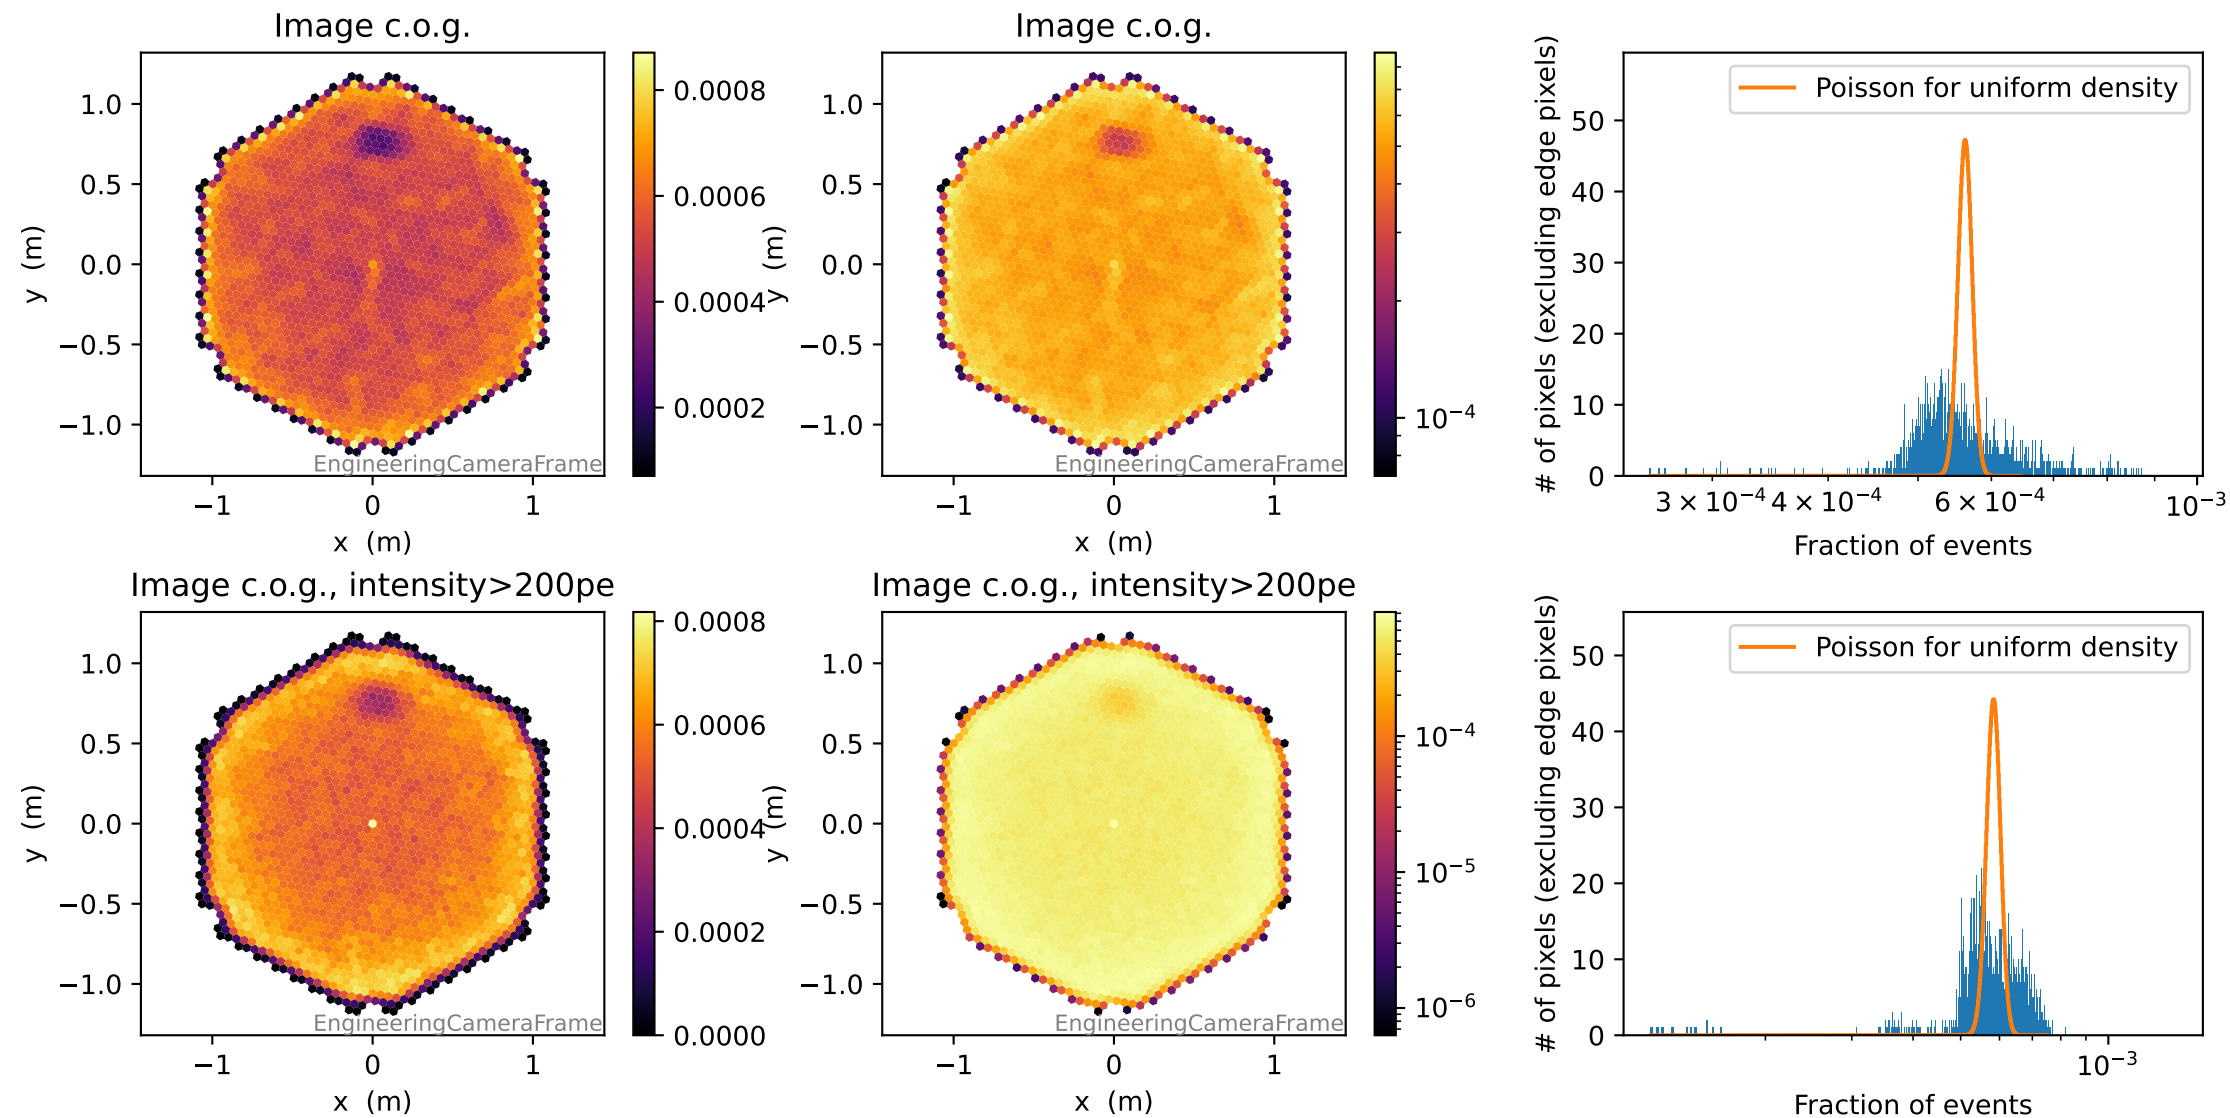 Image c.o.g.
1.0
0.5
0.0
−0.5
−1.0
y (m)
−1 0 1
x (m)
EngineeringCameraFrame
0.0008
0.0006
0.0004
0.0002
Image c.o.g.
1.0
0.5
0.0
−0.5
−1.0
y (m)
−1 0 1
x (m)
EngineeringCameraFrame
10⁻⁴
Poisson for uniform density
# of pixels (excluding edge pixels)
50
40
30
20
10
0
3 × 10⁻⁴ 4 × 10⁻⁴ 6 × 10⁻⁴ 10⁻³
Fraction of events
Image c.o.g., intensity>200pe
1.0
0.5
0.0
−0.5
−1.0
y (m)
−1 0 1
x (m)
EngineeringCameraFrame
0.0008
0.0006
0.0004
0.0002
0.0000
Image c.o.g., intensity>200pe
1.0
0.5
0.0
−0.5
−1.0
y (m)
−1 0 1
x (m)
EngineeringCameraFrame
10⁻⁴
10⁻⁵
10⁻⁶
Poisson for uniform density
# of pixels (excluding edge pixels)
50
40
30
20
10
0
10⁻³
Fraction of events